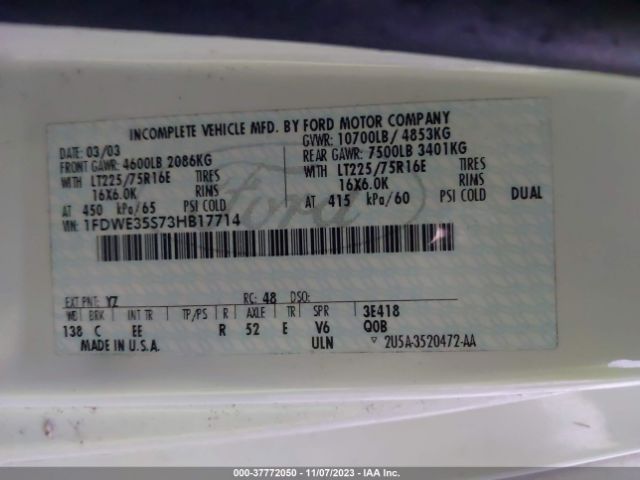 INCOMPLETE VEHICLE MFD. BY FORD MOTOR COMPANY
DATE: 03/03 GVWR: 10700LB / 4853KG
FRONT GAWR: 4600LB 2086KG REAR GAWR: 7500LB 3401KG
WITH LT225/75R16E TIRES WITH LT225/75R16E TIRES
16X6.0K RINS 16X6.0K RINS
AT 450 kPa/65 PSI COLD AT 415 kPa/60 PSI COLD DUAL
VIN: 1FDWE35S73HB17714
Ford
EXT PNT: YZ RC: 48 DSO:
WB BRK INT TR TP/PS R AXLE TR SPR 3E418
138 C EE R 52 E V6 Q0B
MADE IN U.S.A. ULN ▽ 2U5A-3520472-AA
000-37772050 - 11/07/2023 - IAA Inc.